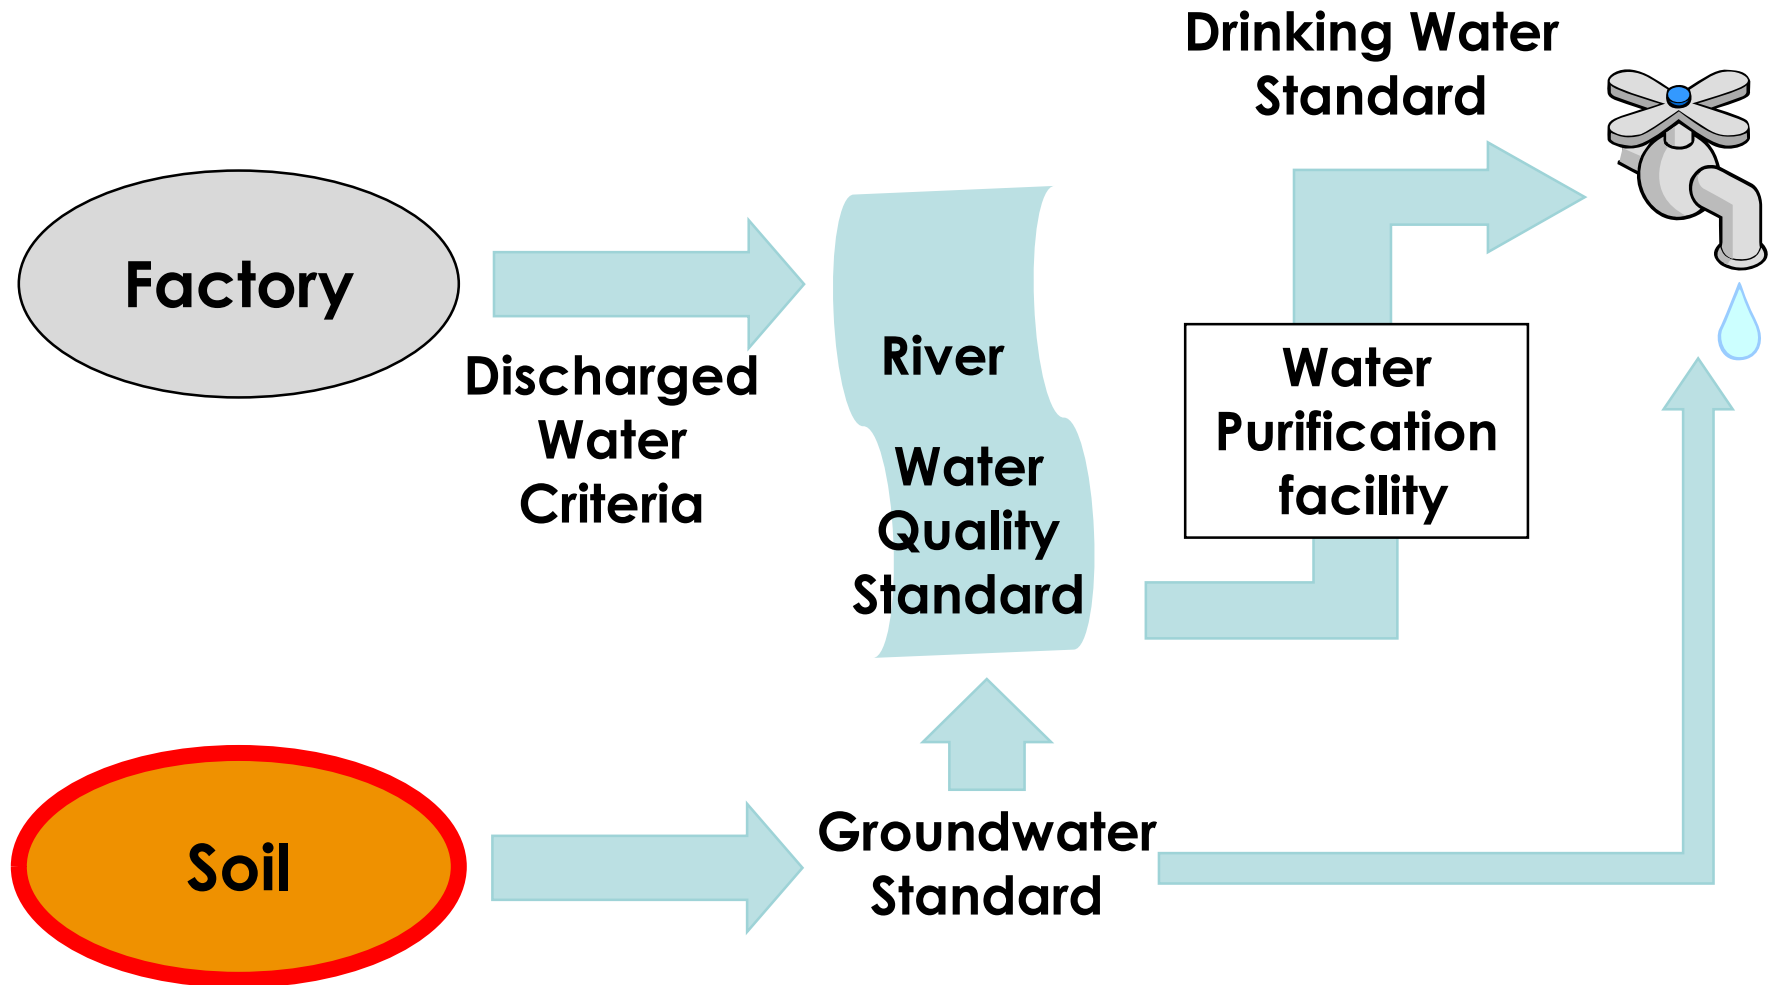 Drinking Water
Standard
Factory
Discharged
Water
Criteria
River
Water
Quality
Standard
Water
Purification
facility
Soil
Groundwater
Standard